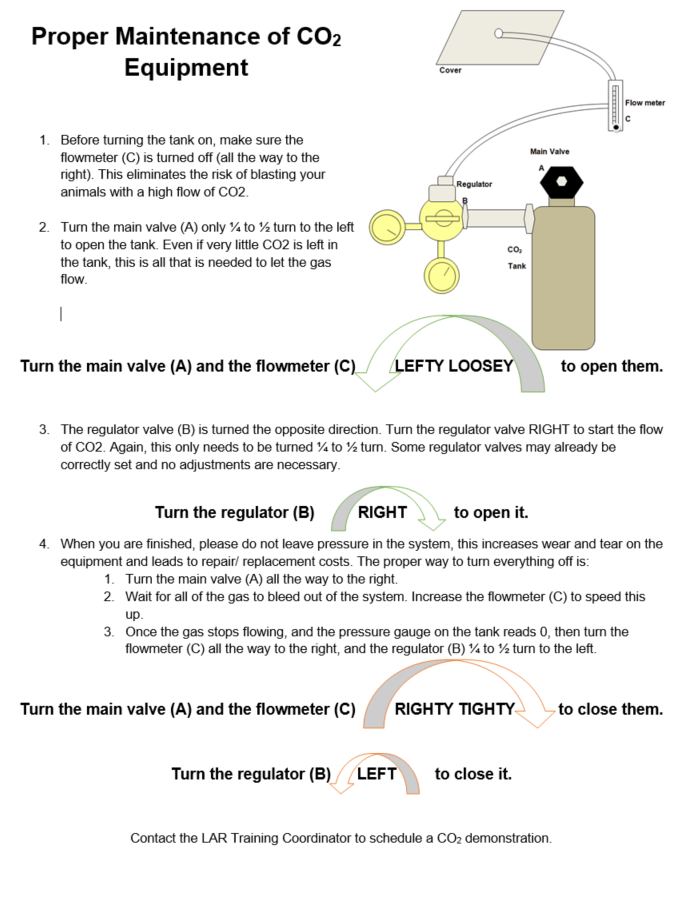 Proper Maintenance of CO₂
Equipment
Cover
Flow meter
C
Main Valve
A
Regulator
B
CO₂
Tank
1. Before turning the tank on, make sure the
flowmeter (C) is turned off (all the way to the
right). This eliminates the risk of blasting your
animals with a high flow of CO2.
2. Turn the main valve (A) only ¼ to ½ turn to the left
to open the tank. Even if very little CO2 is left in
the tank, this is all that is needed to let the gas
flow.
Turn the main valve (A) and the flowmeter (C) LEFTY LOOSEY to open them.
3. The regulator valve (B) is turned the opposite direction. Turn the regulator valve RIGHT to start the flow
of CO2. Again, this only needs to be turned ¼ to ½ turn. Some regulator valves may already be
correctly set and no adjustments are necessary.
Turn the regulator (B) RIGHT to open it.
4. When you are finished, please do not leave pressure in the system, this increases wear and tear on the
equipment and leads to repair/ replacement costs. The proper way to turn everything off is:
1. Turn the main valve (A) all the way to the right.
2. Wait for all of the gas to bleed out of the system. Increase the flowmeter (C) to speed this
up.
3. Once the gas stops flowing, and the pressure gauge on the tank reads 0, then turn the
flowmeter (C) all the way to the right, and the regulator (B) ¼ to ½ turn to the left.
Turn the main valve (A) and the flowmeter (C) RIGHTY TIGHTY to close them.
Turn the regulator (B) LEFT to close it.
Contact the LAR Training Coordinator to schedule a CO₂ demonstration.